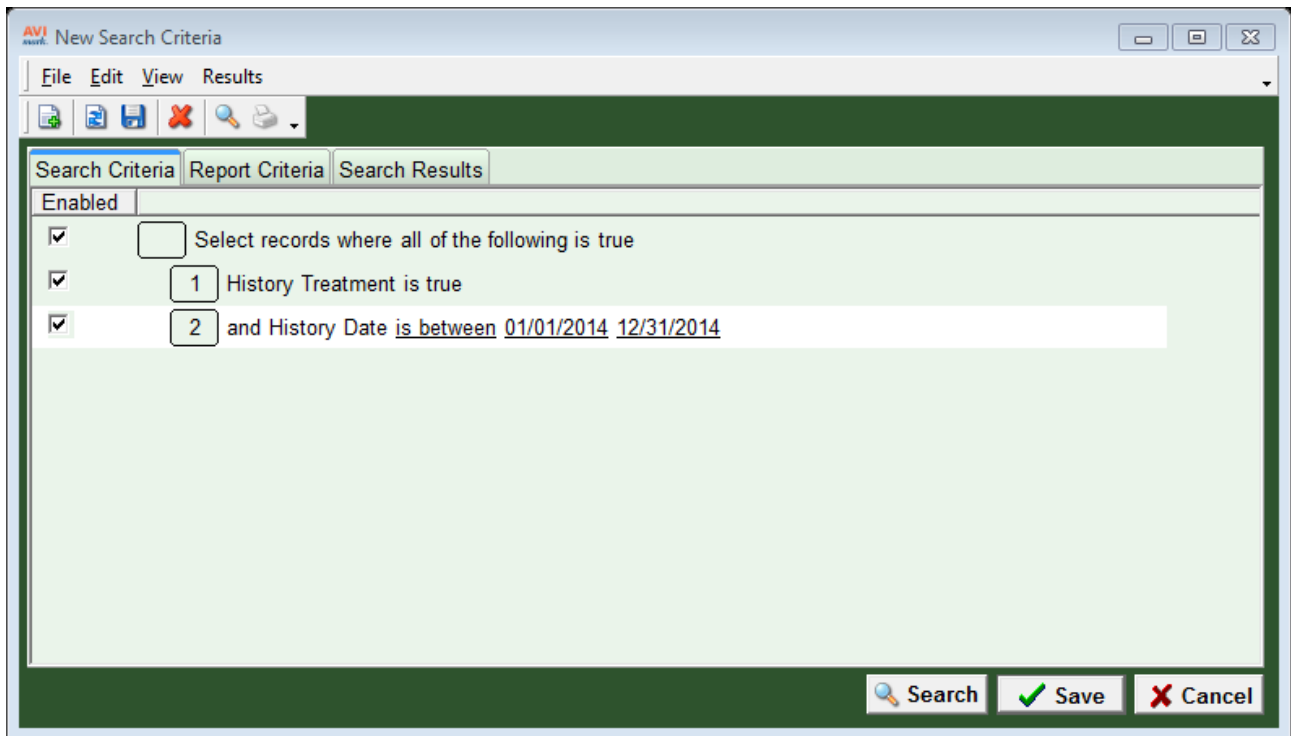 AVI mark New Search Criteria
File Edit View Results
Search Criteria Report Criteria Search Results
Enabled
Select records where all of the following is true
1 History Treatment is true
2 and History Date is between 01/01/2014 12/31/2014
Search Save Cancel